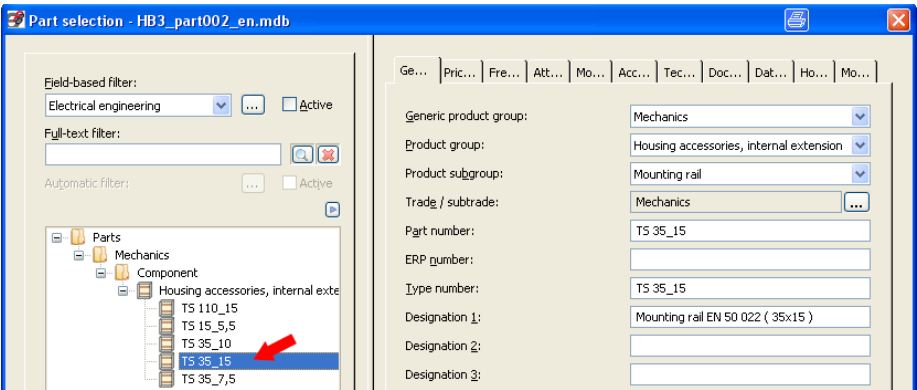 Part selection - HB3_part002_en.mdb
Field-based filter:
Electrical engineering
...
Active
Full-text filter:
Automatic filter:
...
Active
Parts
Mechanics
Component
Housing accessories, internal exte
TS 110_15
TS 15_5,5
TS 35_10
TS 35_15
TS 35_7,5
Ge... Pric... Fre... Att... Mo... Acc... Tec... Doc... Dat... Ho... Mo...
Generic product group: Mechanics
Product group: Housing accessories, internal extension
Product subgroup: Mounting rail
Trade / subtrade: Mechanics ...
Part number: TS 35_15
ERP number:
Type number: TS 35_15
Designation 1: Mounting rail EN 50 022 ( 35x15 )
Designation 2:
Designation 3: